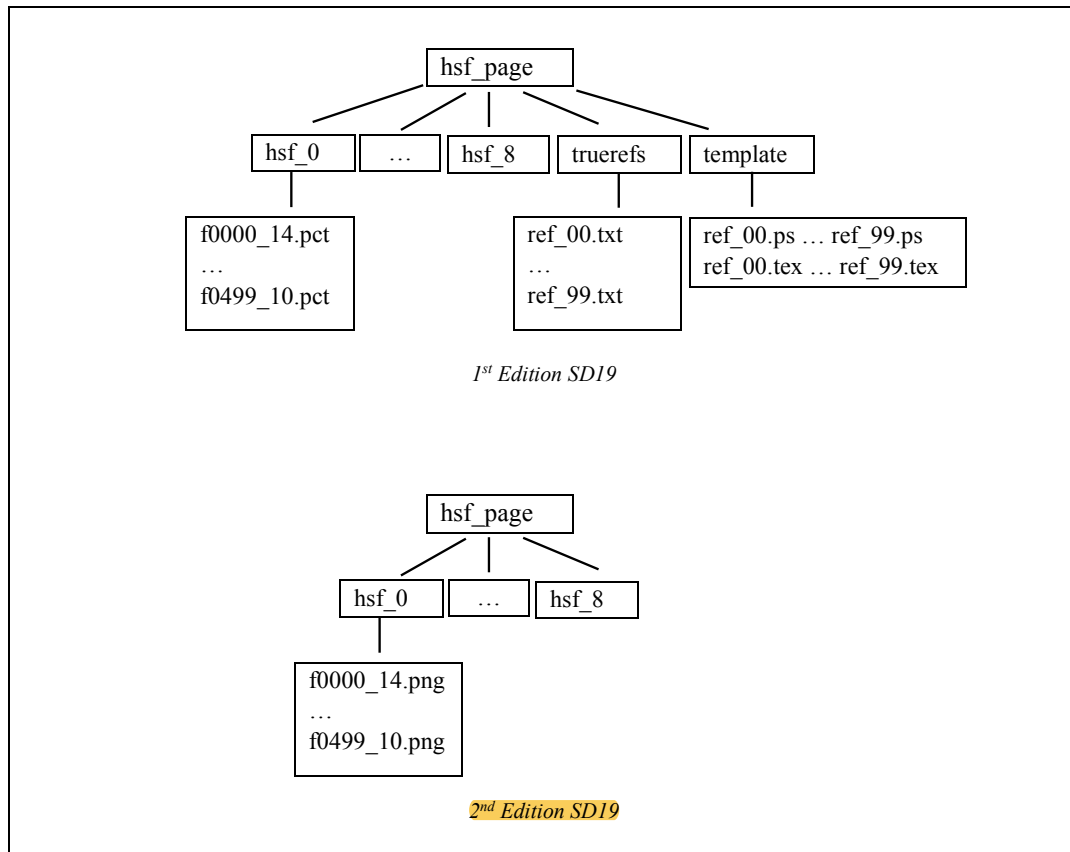 hsf_page
hsf_0 … hsf_8 truerefs template
f0000_14.pct
…
f0499_10.pct
ref_00.txt
…
ref_99.txt
ref_00.ps … ref_99.ps
ref_00.tex … ref_99.tex
1st Edition SD19
hsf_page
hsf_0 … hsf_8
f0000_14.png
…
f0499_10.png
2nd Edition SD19